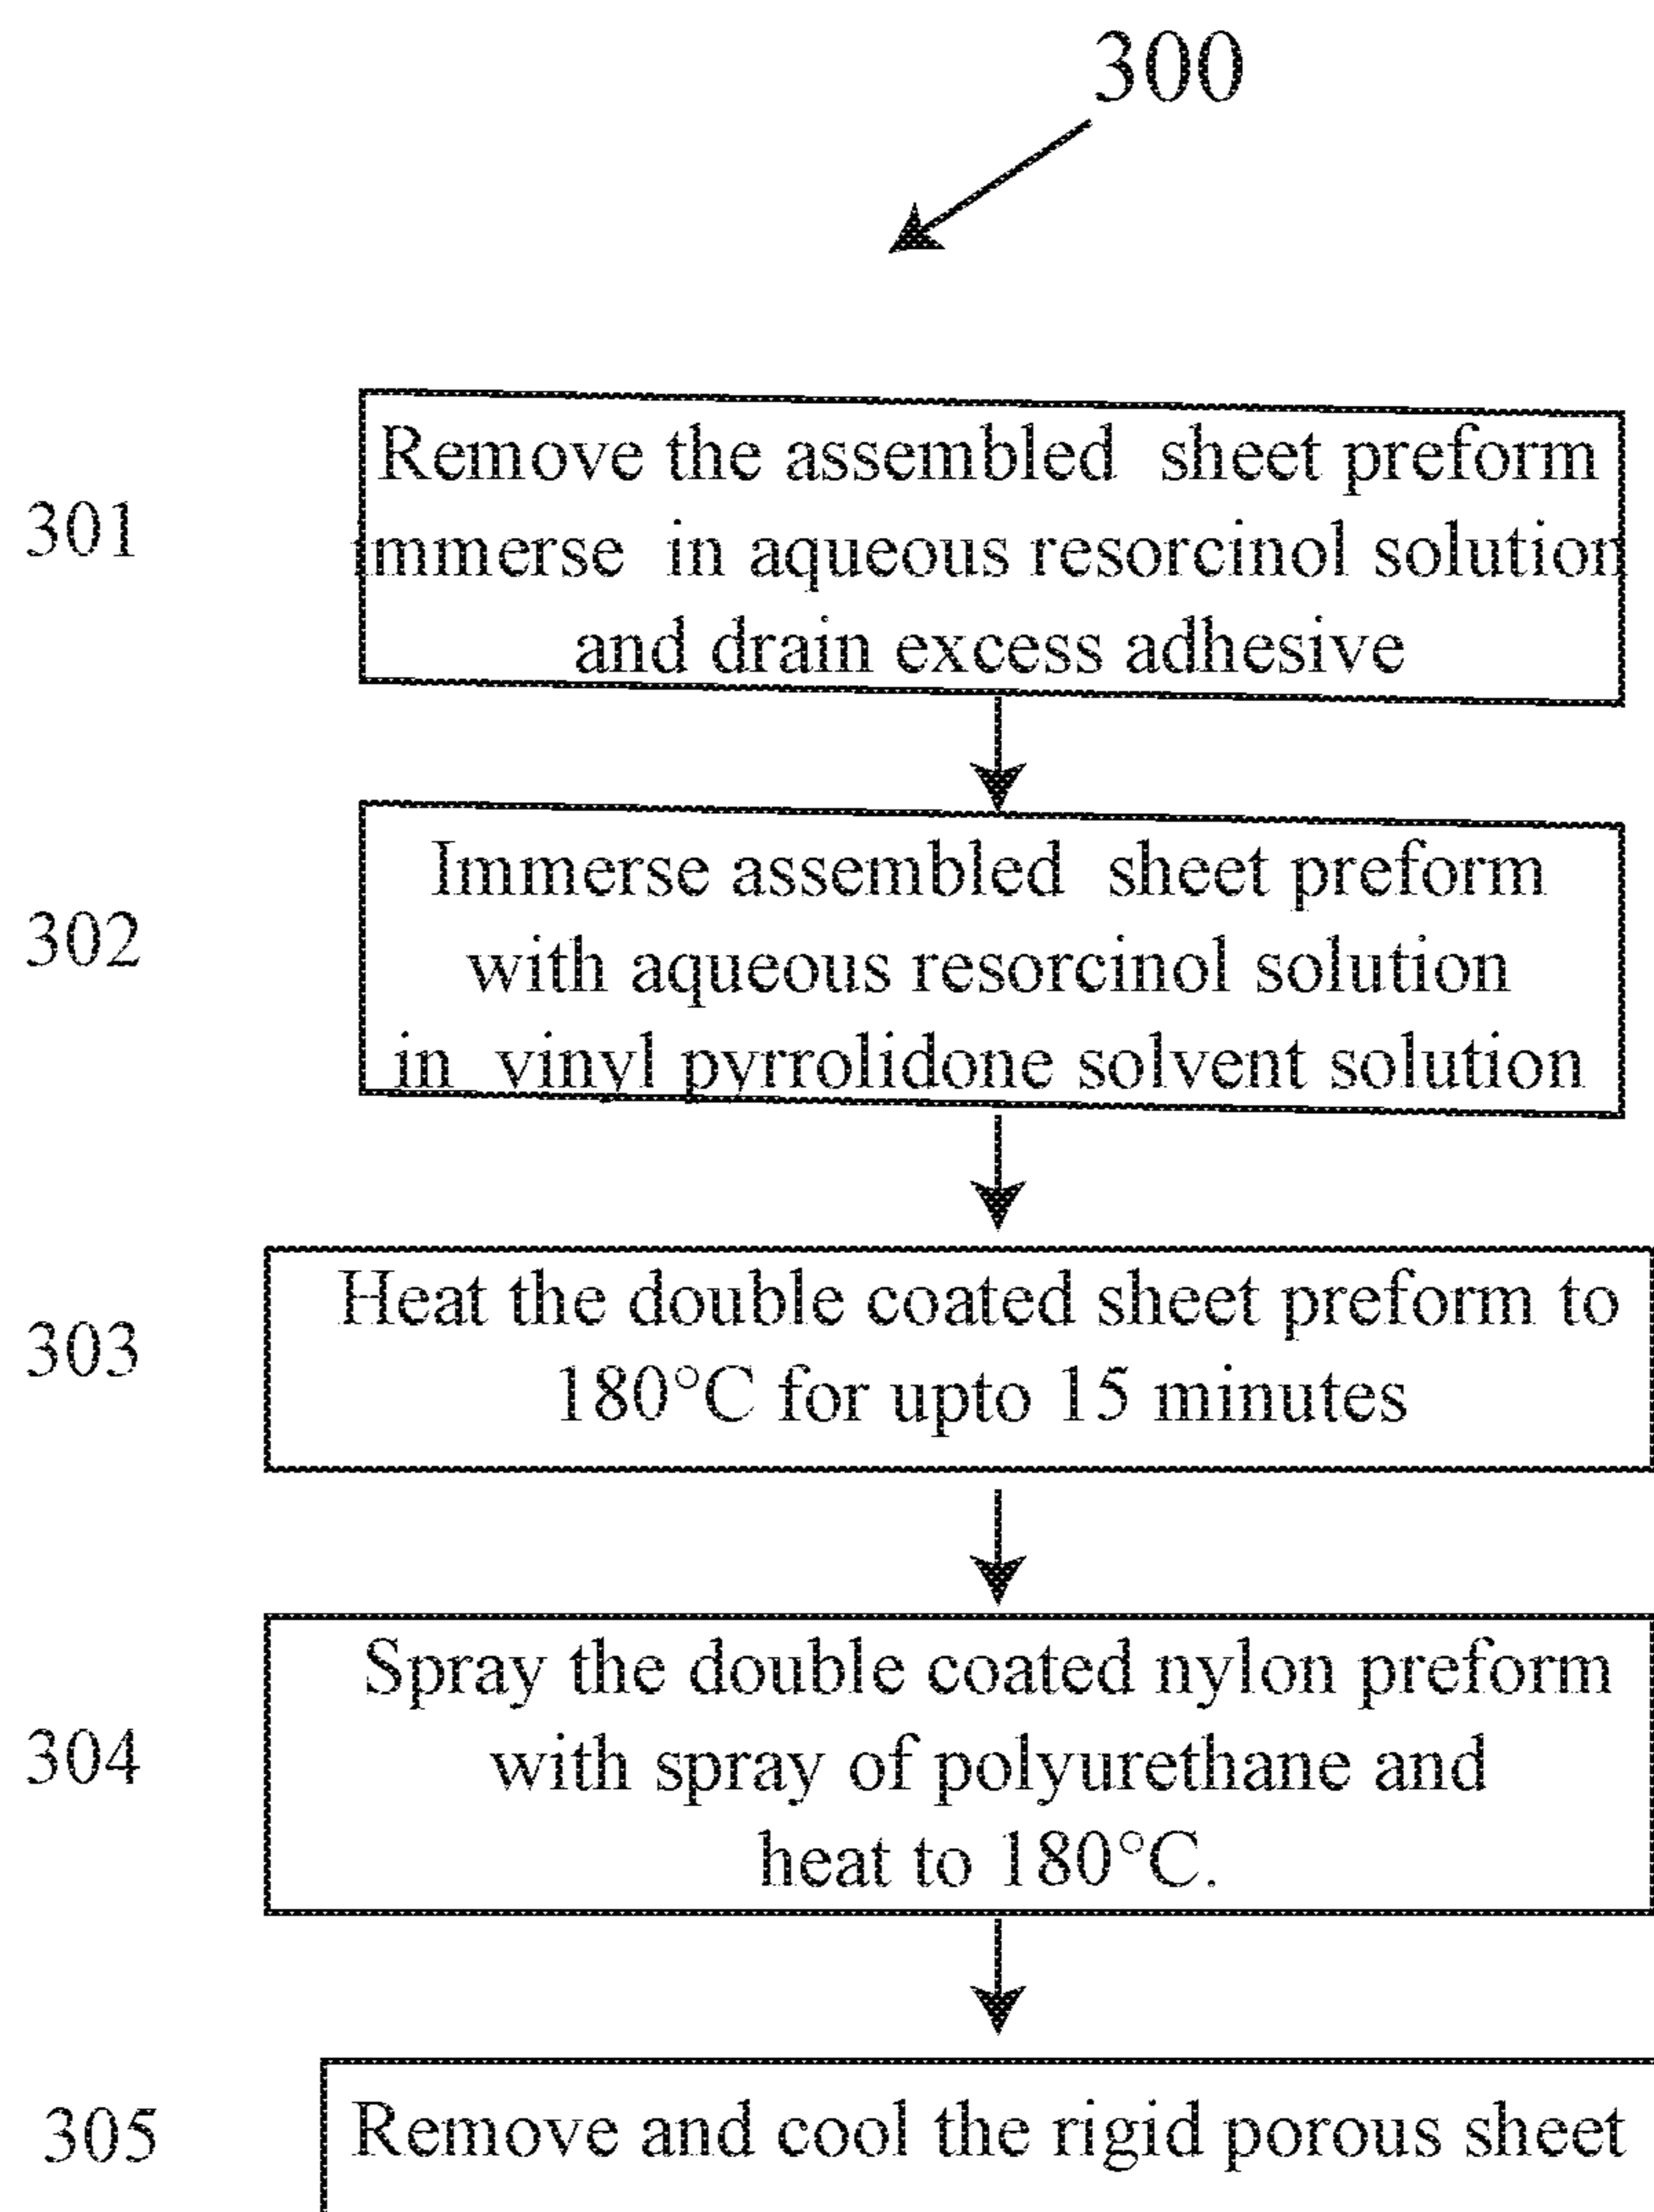 300
301
Remove the assembled sheet preform
immerse in aqueous resorcinol solution
and drain excess adhesive
302
Immerse assembled sheet preform
with aqueous resorcinol solution
in vinyl pyrrolidone solvent solution
303
Heat the double coated sheet preform to
180°C for upto 15 minutes
304
Spray the double coated nylon preform
with spray of polyurethane and
heat to 180°C.
305
Remove and cool the rigid porous sheet